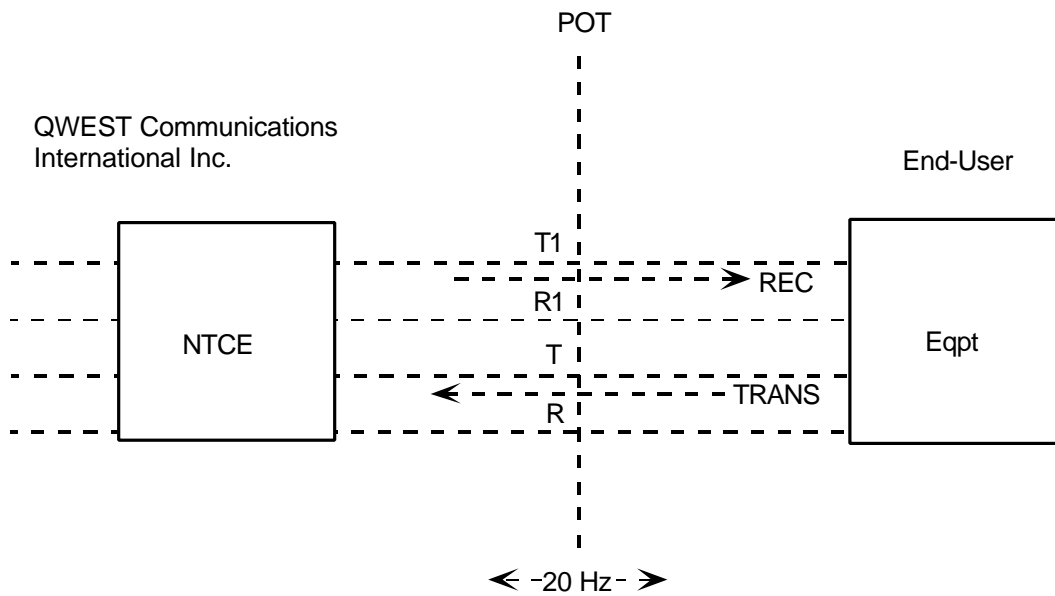 POT
QWEST Communications
International Inc.
End-User
T1
REC
R1
NTCE
Eqpt
T
TRANS
R
20 Hz